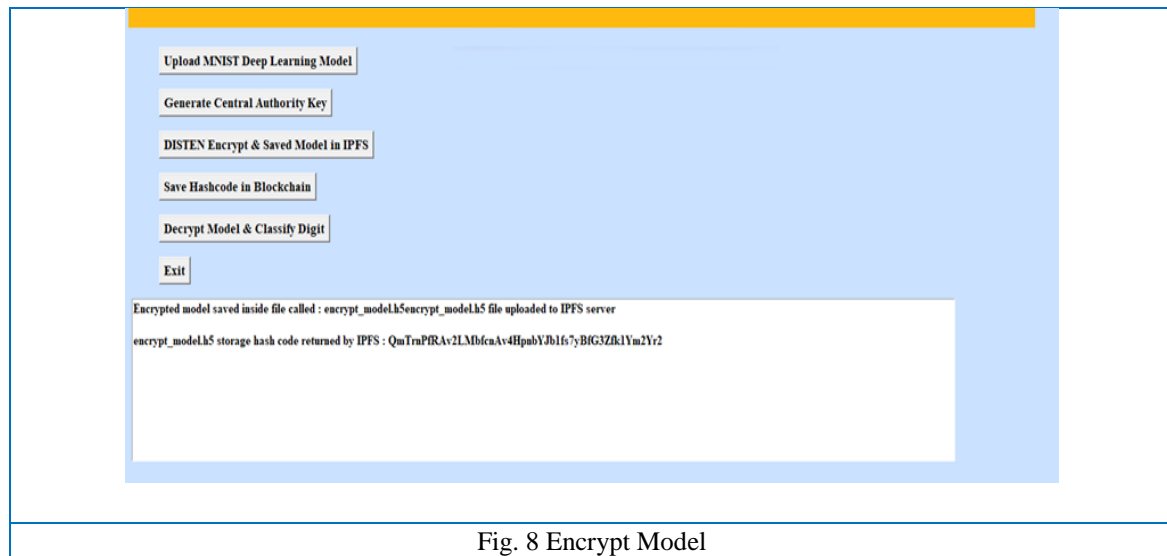 Upload MNIST Deep Learning Model
Generate Central Authority Key
DISTEN Encrypt & Saved Model in IPFS
Save Hashcode in Blockchain
Decrypt Model & Classify Digit
Exit
Encrypted model saved inside file called : encrypt_model.h5encrypt_model.h5 file uploaded to IPFS server
encrypt_model.h5 storage hash code returned by IPFS :
Fig. 8 Encrypt Model